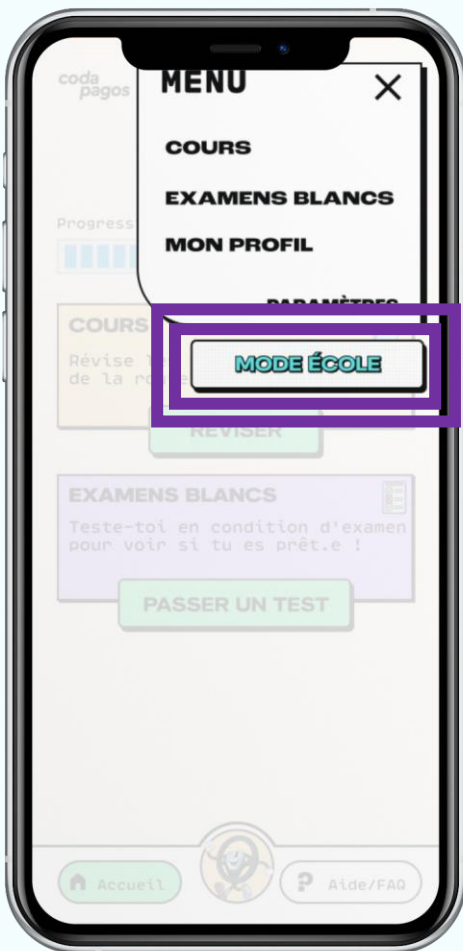 coda
pagos
MENU
COURS
EXAMENS BLANCS
MON PROFIL
Progress
PARAMÈTRES
COURS
MODE ÉCOLE
Révise
de la
RÉVISER
EXAMENS BLANCS
Teste-toi en condition d'examen
pour voir si tu es prêt.e !
PASSER UN TEST
Accueil
? Aide/FAQ